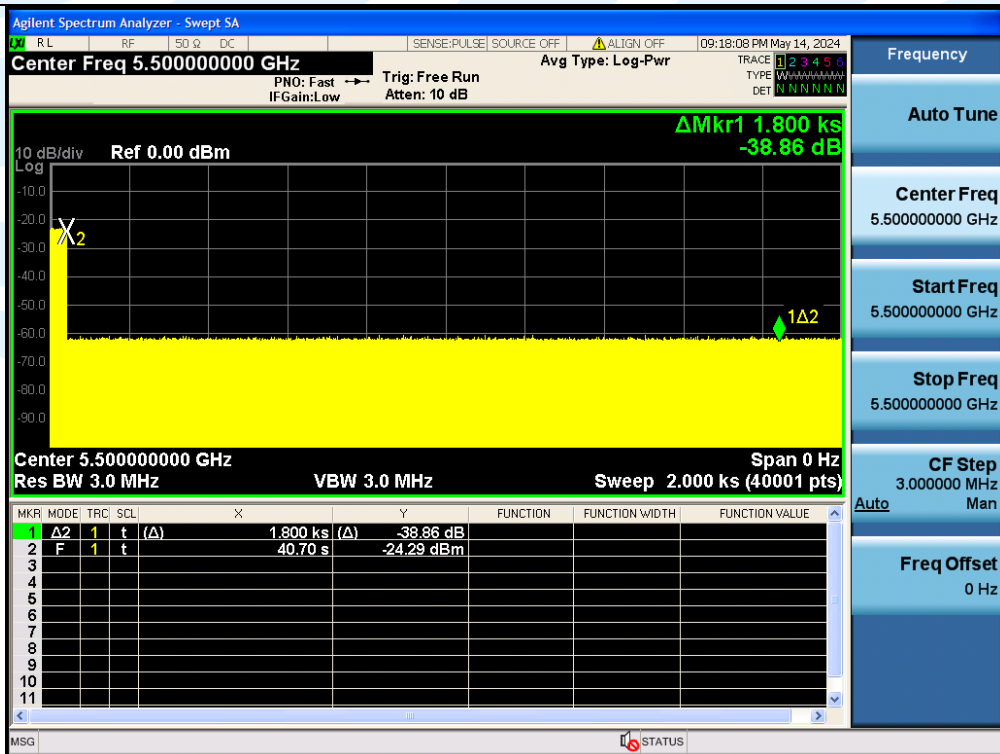 Agilent Spectrum Analyzer - Swept SA
LXI RL RF 50 Ω DC SENSE:PULSE SOURCE OFF ALIGN OFF 09:18:08 PM May 14, 2024
Center Freq 5.500000000 GHz Avg Type: Log-Pwr TRACE 1 2 3 4 5 6
PNO: Fast Trig: Free Run TYPE
IFGain:Low Atten: 10 dB DET N N N N N N
ΔMkr1 1.800 ks
10 dB/div Ref 0.00 dBm -38.86 dB
Log
-10.0
-20.0
2
-30.0
-40.0
-50.0
1Δ2
-60.0
-70.0
-80.0
-90.0
Center 5.500000000 GHz Span 0 Hz
Res BW 3.0 MHz VBW 3.0 MHz Sweep 2.000 ks (40001 pts)
MKR MODE TRC SCL X Y FUNCTION FUNCTION WIDTH FUNCTION VALUE
1 Δ2 1 t (Δ) 1.800 ks (Δ) -38.86 dB
2 F 1 t 40.70 s -24.29 dBm
3
4
5
6
7
8
9
10
11
MSG STATUS
Frequency
Auto Tune
Center Freq
5.500000000 GHz
Start Freq
5.500000000 GHz
Stop Freq
5.500000000 GHz
CF Step
3.000000 MHz
Auto Man
Freq Offset
0 Hz